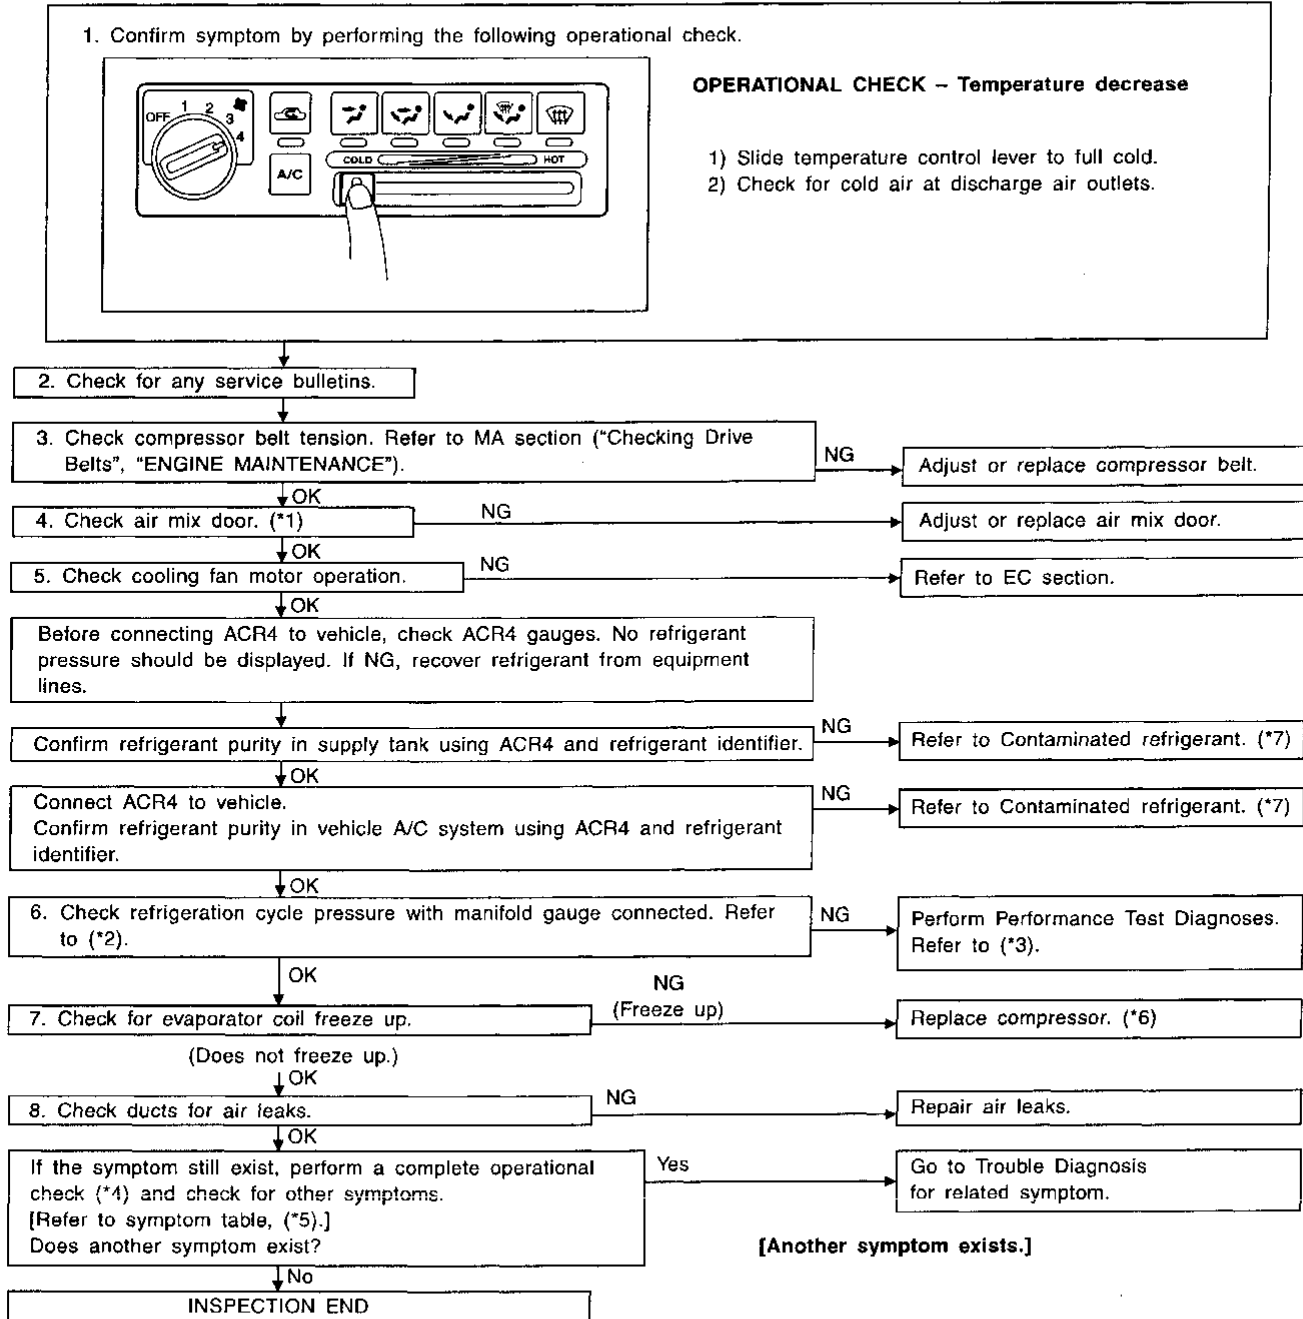 1. Confirm symptom by performing the following operational check.
OFF 1 2 3 4
A/C
COLD HOT
OPERATIONAL CHECK – Temperature decrease
1) Slide temperature control lever to full cold.
2) Check for cold air at discharge air outlets.
2. Check for any service bulletins.
3. Check compressor belt tension. Refer to MA section ("Checking Drive
Belts", "ENGINE MAINTENANCE").
NG
Adjust or replace compressor belt.
OK
4. Check air mix door. (*1)
NG
Adjust or replace air mix door.
OK
5. Check cooling fan motor operation.
NG
Refer to EC section.
OK
Before connecting ACR4 to vehicle, check ACR4 gauges. No refrigerant
pressure should be displayed. If NG, recover refrigerant from equipment
lines.
Confirm refrigerant purity in supply tank using ACR4 and refrigerant identifier.
NG
Refer to Contaminated refrigerant. (*7)
OK
Connect ACR4 to vehicle.
Confirm refrigerant purity in vehicle A/C system using ACR4 and refrigerant
identifier.
NG
Refer to Contaminated refrigerant. (*7)
OK
6. Check refrigeration cycle pressure with manifold gauge connected. Refer
to (*2).
NG
Perform Performance Test Diagnoses.
Refer to (*3).
OK
7. Check for evaporator coil freeze up.
NG
(Freeze up)
Replace compressor. (*6)
(Does not freeze up.)
OK
8. Check ducts for air leaks.
NG
Repair air leaks.
OK
If the symptom still exist, perform a complete operational
check (*4) and check for other symptoms.
[Refer to symptom table, (*5).]
Does another symptom exist?
Yes
Go to Trouble Diagnosis
for related symptom.
[Another symptom exists.]
No
INSPECTION END